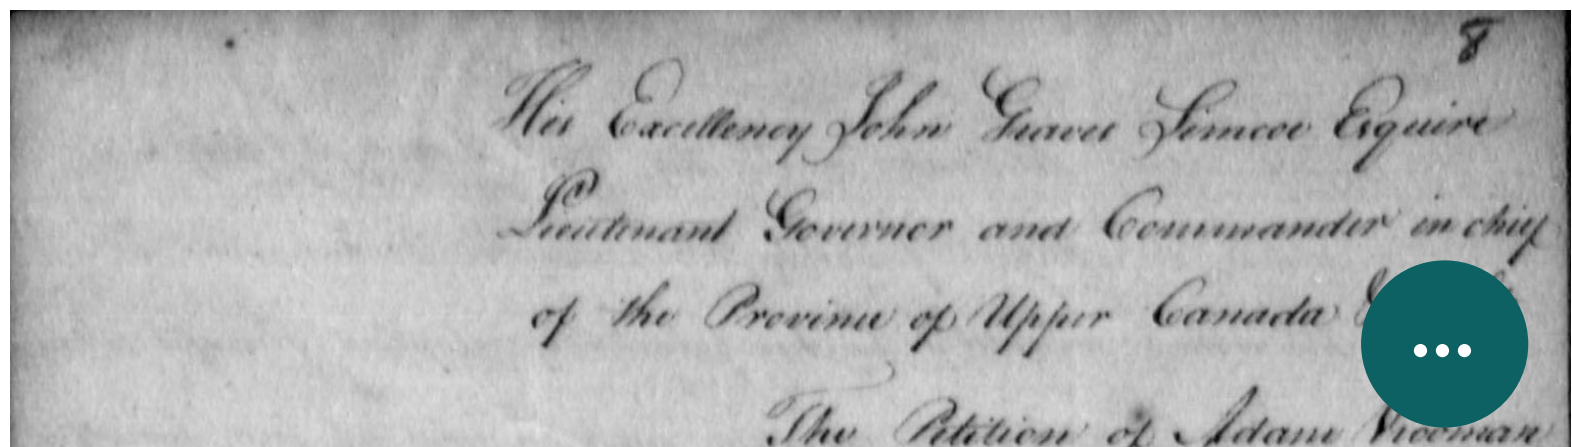 8
His Excellency John Graves Simcoe Esquire
Lieutenant Governor and Commander in chief
of the Province of Upper Canada
The Petition of Adam Vrooman